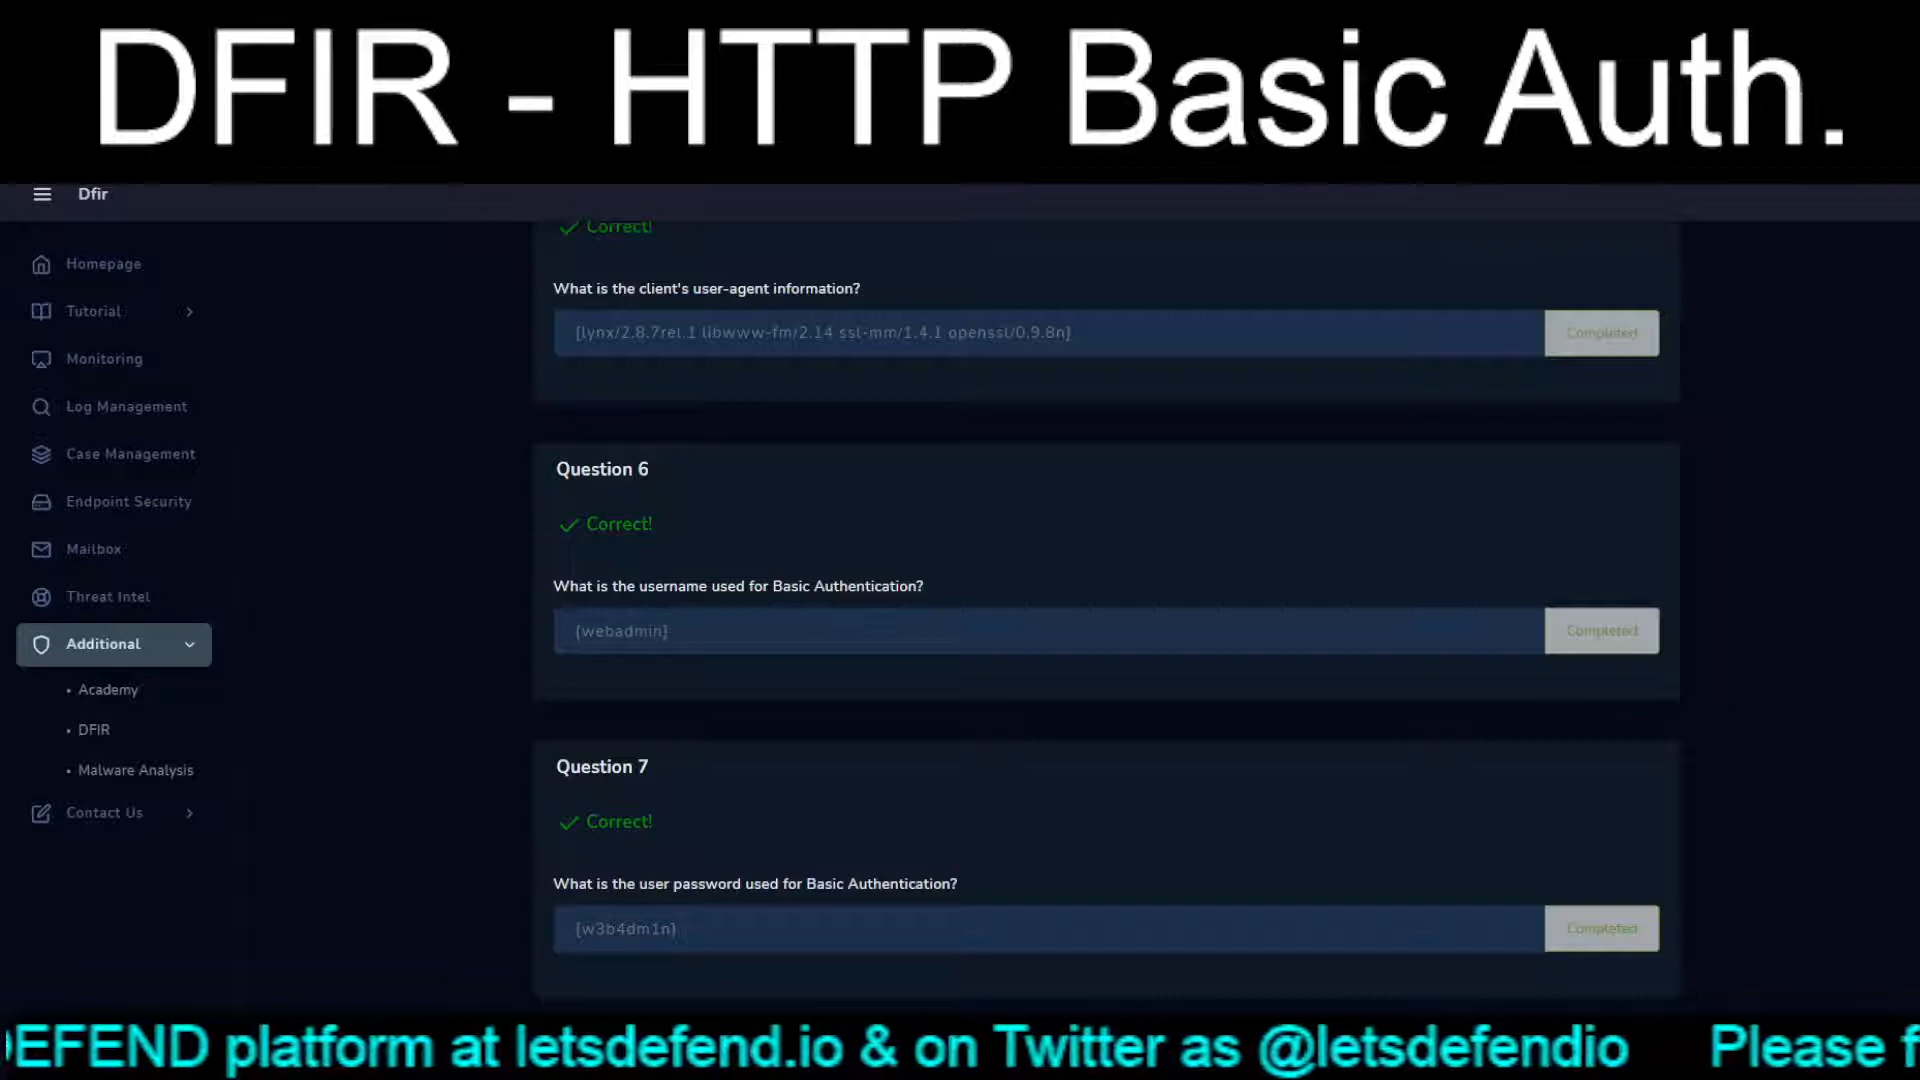 DFIR - HTTP Basic Auth.
Dfir
Correct!
Homepage
What is the client's user-agent information?
Tutorial
[lynx/2.8.7rel.1 libwww-fm/2.14 ssl-mm/1.4.1 openssl/0.9.8n]
Completed
Monitoring
Log Management
Case Management
Question 6
Endpoint Security
Correct!
Mailbox
What is the username used for Basic Authentication?
Threat Intel
{webadmin}
Completed
Additional
Academy
DFIR
Question 7
Malware Analysis
Contact Us
Correct!
What is the user password used for Basic Authentication?
{w3b4dm1n}
Completed
DEFEND platform at letsdefend.io & on Twitter as @letsdefendio Please f